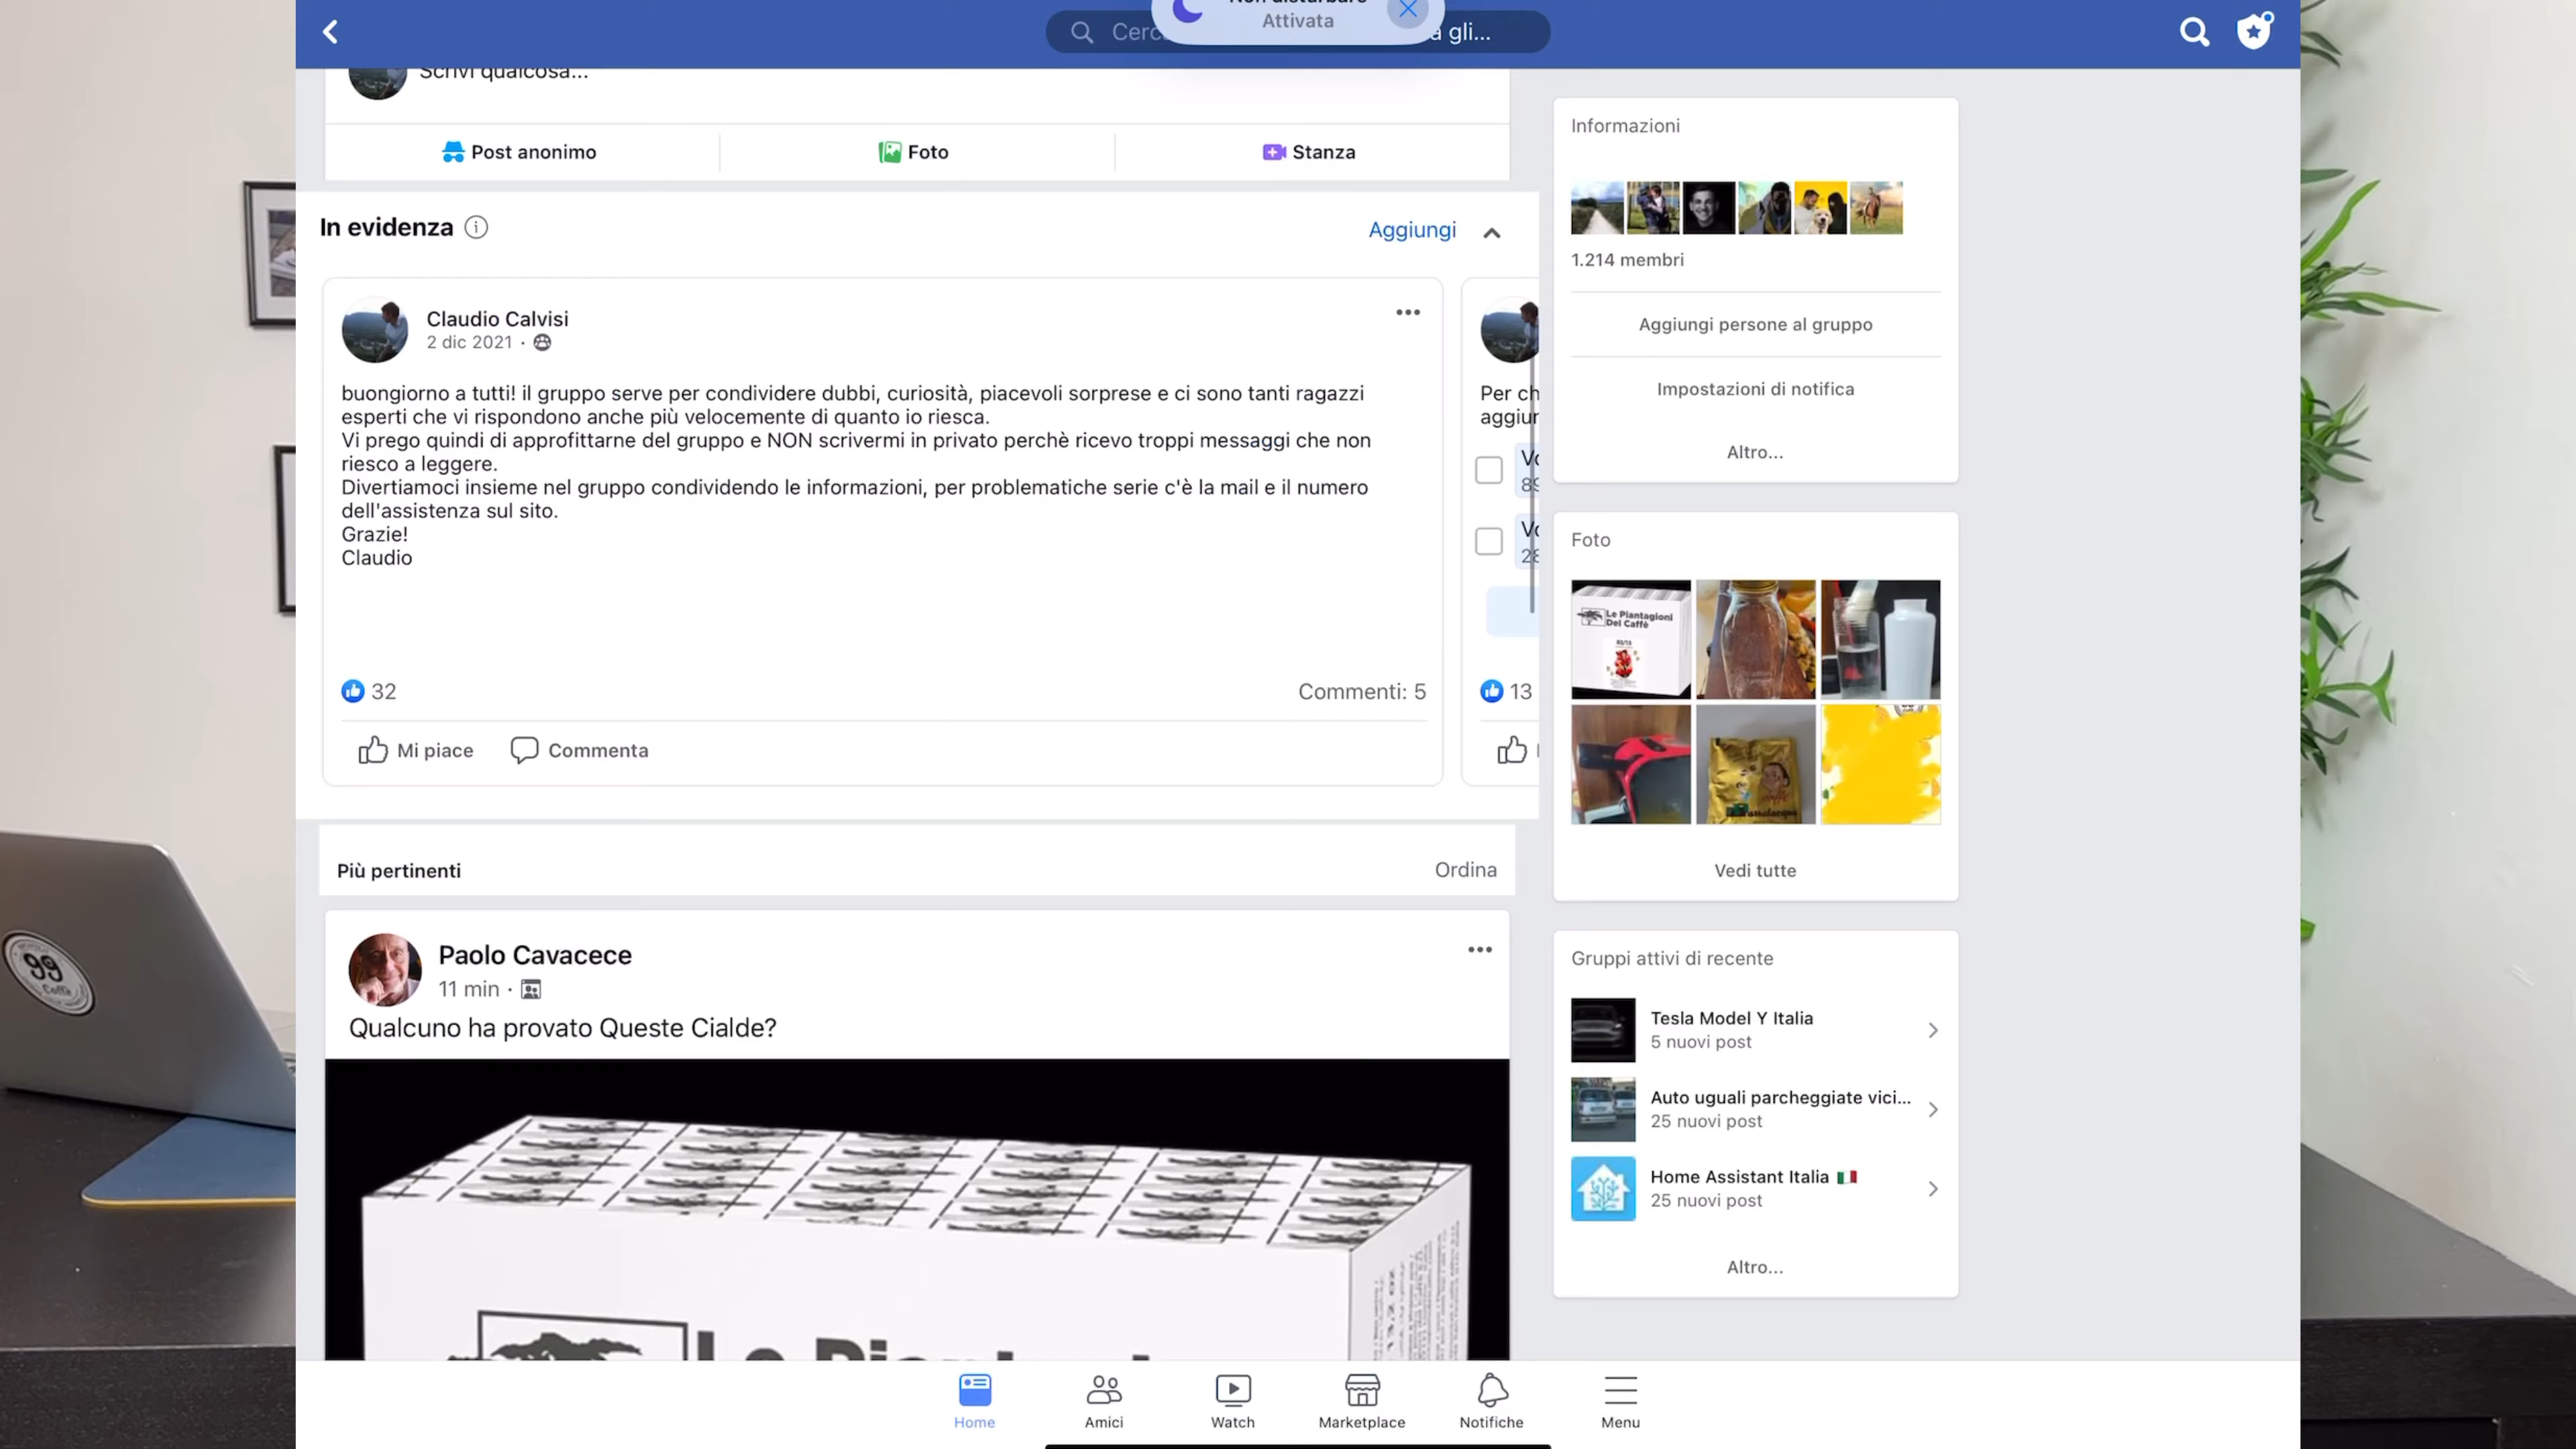 Attivata
Scrivi qualcosa...
Post anonimo
Foto
Stanza
In evidenza
Aggiungi
Claudio Calvisi
2 dic 2021 ·
buongiorno a tutti! il gruppo serve per condividere dubbi, curiosità, piacevoli sorprese e ci sono tanti ragazzi
esperti che vi rispondono anche più velocemente di quanto io riesca.
Vi prego quindi di approfittarne del gruppo e NON scrivermi in privato perchè ricevo troppi messaggi che non
riesco a leggere.
Divertiamoci insieme nel gruppo condividendo le informazioni, per problematiche serie c'è la mail e il numero
dell'assistenza sul sito.
Grazie!
Claudio
32
Commenti: 5
Mi piace
Commenta
Per
13
Più pertinenti
Ordina
Paolo Cavacece
11 min ·
Qualcuno ha provato Queste Cialde?
Informazioni
1.214 membri
Aggiungi persone al gruppo
Impostazioni di notifica
Altro...
Foto
Le Piantagioni
Del Caffè
Vedi tutte
Gruppi attivi di recente
Tesla Model Y Italia
5 nuovi post
Auto uguali parcheggiate vici...
25 nuovi post
Home Assistant Italia
25 nuovi post
Altro...
99
Caffè
Home
Amici
Watch
Marketplace
Notifiche
Menu